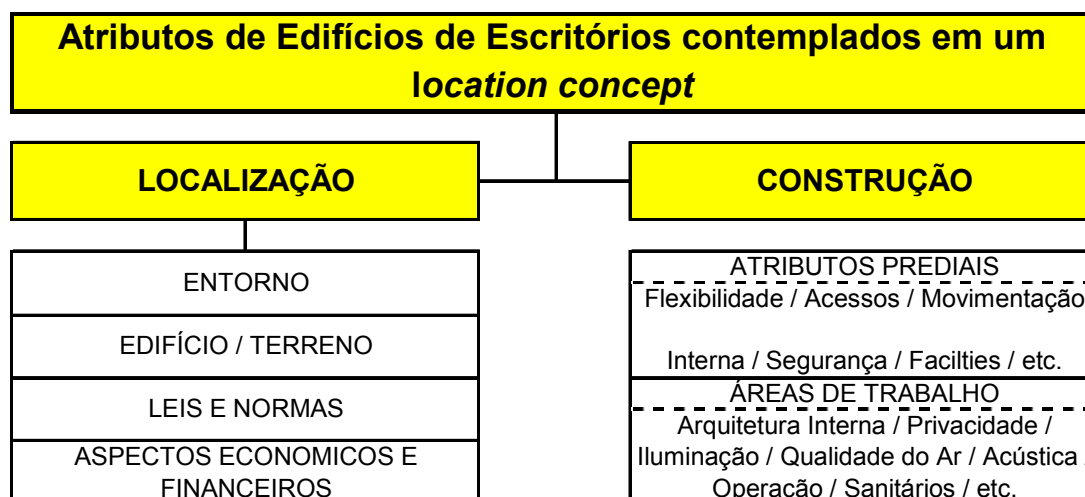 Atributos de Edifícios de Escritórios contemplados em um
location concept
LOCALIZAÇÃO
CONSTRUÇÃO
ENTORNO
EDIFÍCIO / TERRENO
LEIS E NORMAS
ASPECTOS ECONOMICOS E
FINANCEIROS
ATRIBUTOS PREDIAIS
Flexibilidade / Acessos / Movimentação
Interna / Segurança / Facilties / etc.
ÁREAS DE TRABALHO
Arquitetura Interna / Privacidade /
Iluminação / Qualidade do Ar / Acústica /
Operação / Sanitários / etc.